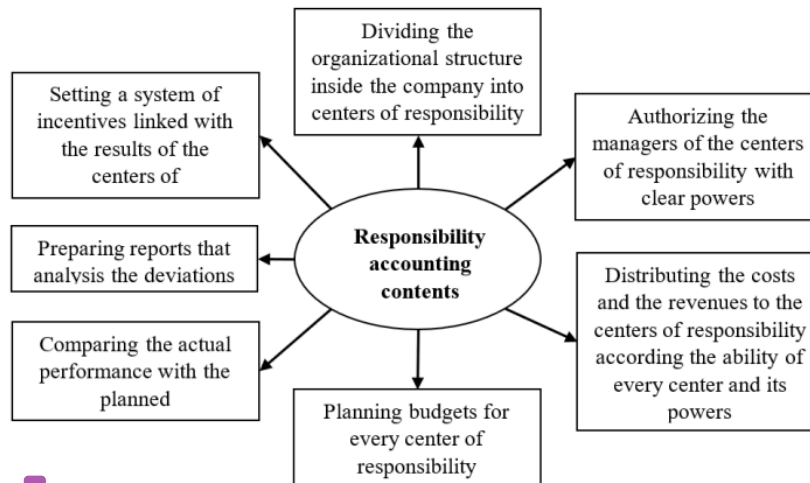 Dividing the
organizational structure
inside the company into
centers of responsibility
Setting a system of
incentives linked with
the results of the
centers of
Authorizing the
managers of the centers
of responsibility with
clear powers
Responsibility
accounting
contents
Preparing reports that
analysis the deviations
Distributing the costs
and the revenues to the
centers of responsibility
according the ability of
every center and its
powers
Comparing the actual
performance with the
planned
Planning budgets for
every center of
responsibility